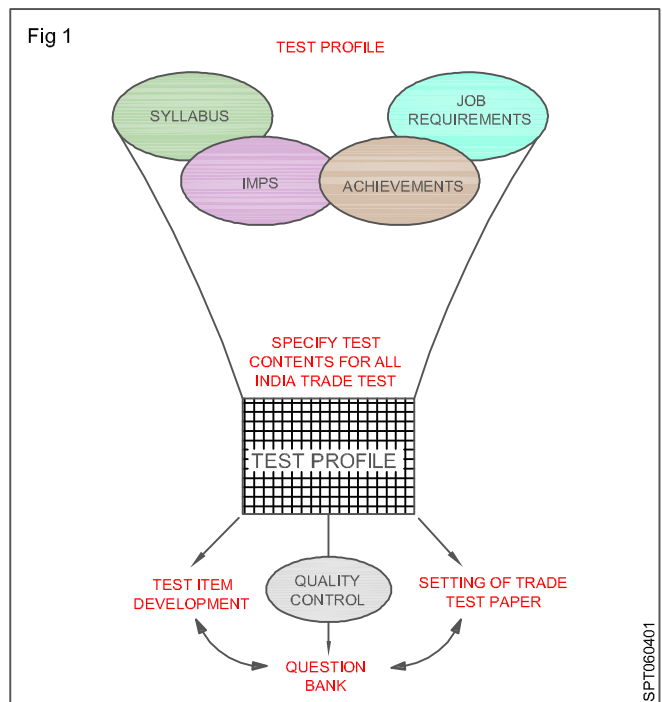 Fig 1
TEST PROFILE
SYLLABUS
JOB
REQUIREMENTS
IMPS
ACHIEVEMENTS
SPECIFY TEST
CONTENTS FOR ALL
INDIA TRADE TEST
TEST PROFILE
TEST ITEM
DEVELOPMENT
QUALITY
CONTROL
SETTING OF TRADE
TEST PAPER
QUESTION
BANK
SPT060401